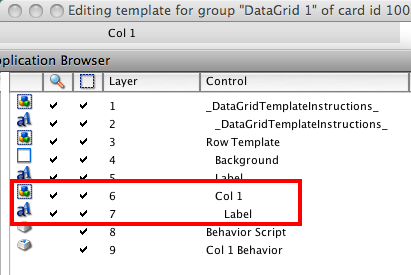 Editing template for group "DataGrid 1" of card id 100
Col 1
pplication Browser
Layer Control
1 _DataGridTemplateInstructions_
2 _DataGridTemplateInstructions_
3 Row Template
4 Background
5 Label
6 Col 1
7 Label
8 Behavior Script
9 Col 1 Behavior